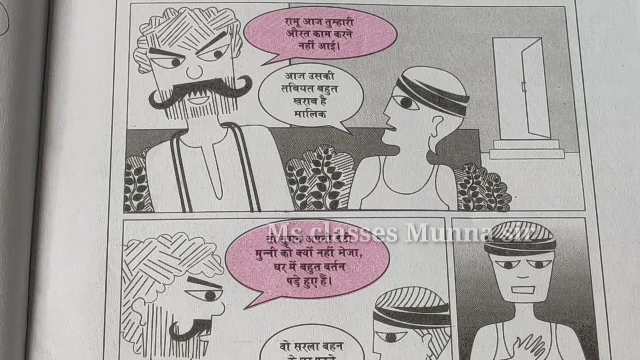 रामू आज तुम्हारी
औरत काम करने
नहीं आई।
आज उसकी
तबियत बहुत
खराब है
मालिक
Ms classes Munna sir
मुन्नी को क्यों नहीं भेजा,
घर में बहुत बर्तन
पड़े हुए हैं।
वो सरला बहन